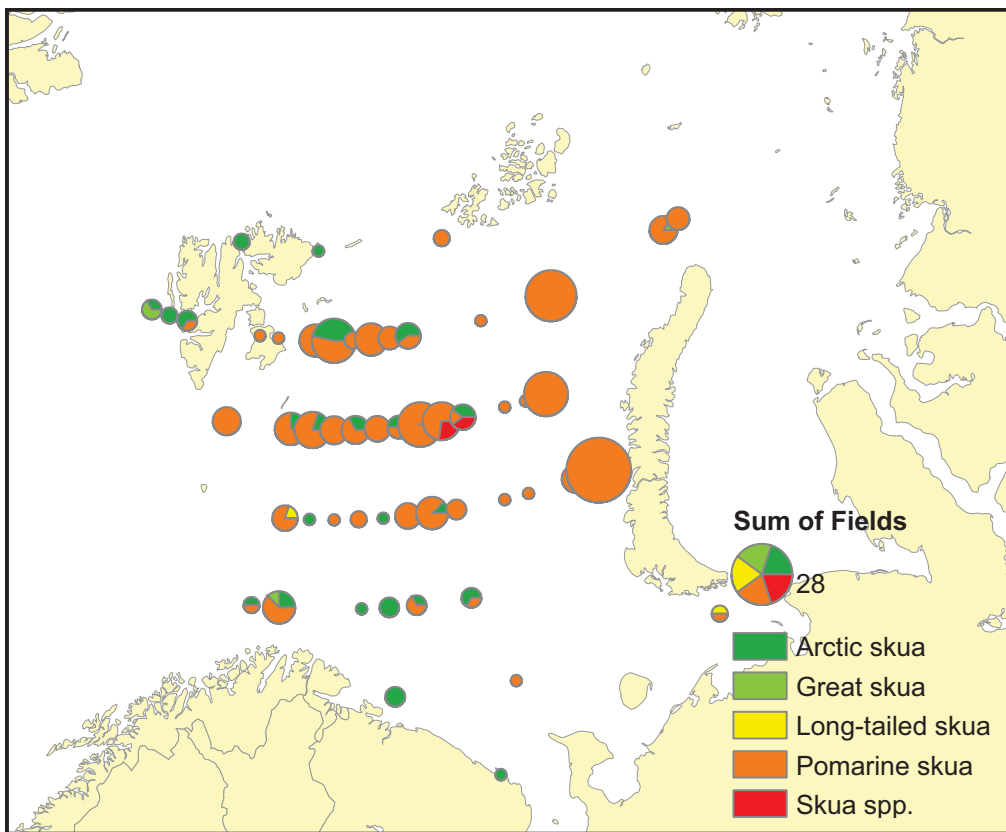 Sum of Fields
28
Arctic skua
Great skua
Long-tailed skua
Pomarine skua
Skua spp.